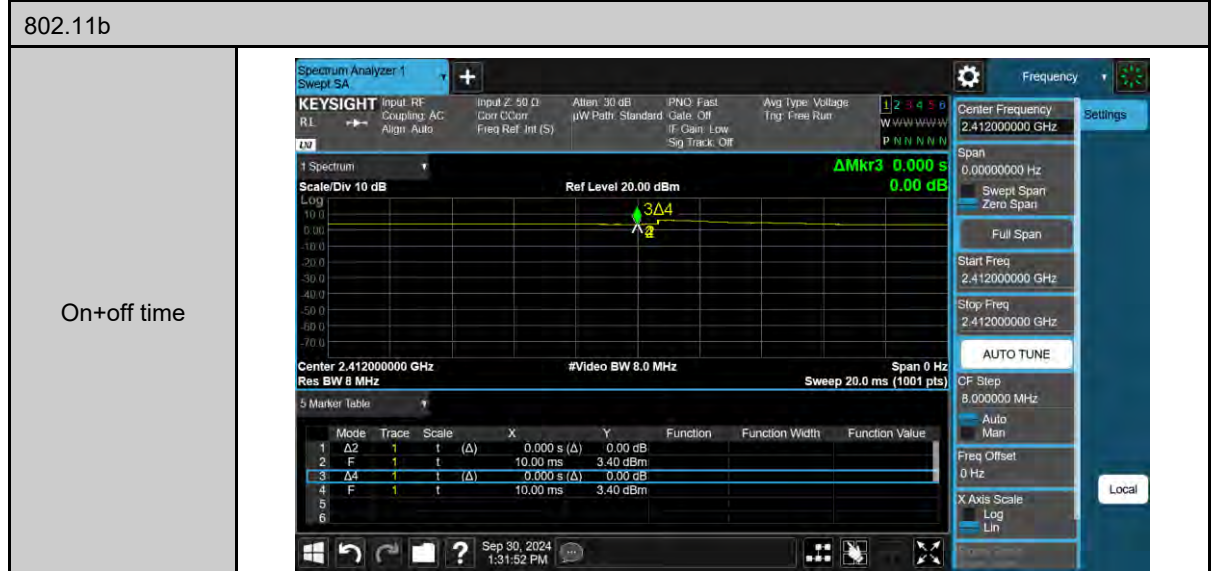 802.11b
On+off time
Spectrum Analyzer 1
Swept SA
Frequency
KEYSIGHT
Input: RF
Input Z: 50 Ω
Atten: 30 dB
PNO: Fast
Avg Type: Voltage
1 2 3 4 5 6
RL
Coupling: AC
Corr CCorr
µW Path: Standard
Gate: Off
Trig: Free Run
Align: Auto
Freq Ref: Int (S)
IF Gain: Low
W W W W W W
LXI
Sig Track: Off
P N N N N N
Center Frequency
2.412000000 GHz
Settings
1 Spectrum
ΔMkr3 0.000 s
Scale/Div 10 dB
Ref Level 20.00 dBm
0.00 dB
Span
0.00000000 Hz
Swept Span
Zero Span
Log
10.0
0.00
-10.0
-20.0
-30.0
-40.0
-50.0
-60.0
-70.0
3Δ4
Full Span
Start Freq
2.412000000 GHz
Stop Freq
2.412000000 GHz
AUTO TUNE
Center 2.412000000 GHz
#Video BW 8.0 MHz
Span 0 Hz
Res BW 8 MHz
Sweep 20.0 ms (1001 pts)
CF Step
8.000000 MHz
Auto
Man
5 Marker Table
Mode Trace Scale X Y Function Function Width Function Value
1 Δ2 1 t (Δ) 0.000 s (Δ) 0.00 dB
2 F 1 t 10.00 ms 3.40 dBm
3 Δ4 1 t (Δ) 0.000 s (Δ) 0.00 dB
4 F 1 t 10.00 ms 3.40 dBm
5
6
Freq Offset
0 Hz
X Axis Scale
Log
Lin
Local
?
Sep 30, 2024
1:31:52 PM